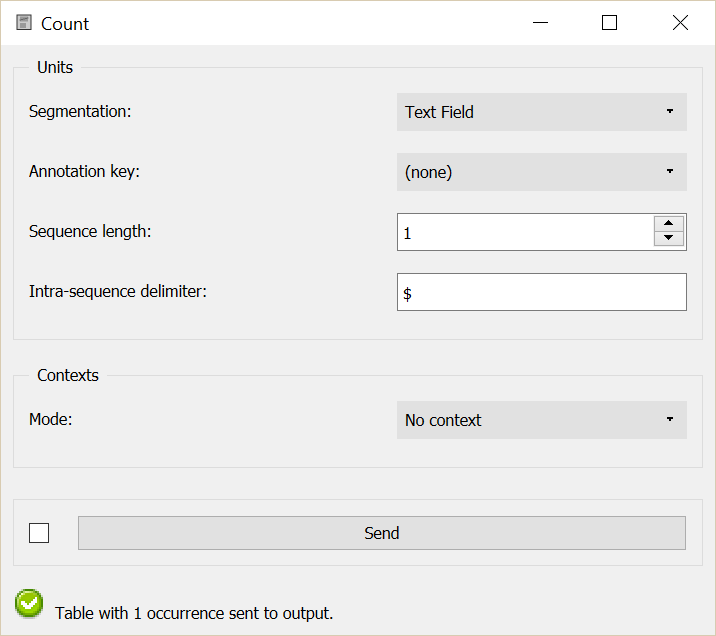 Count
Units
Segmentation: Text Field
Annotation key: (none)
Sequence length: 1
Intra-sequence delimiter: $
Contexts
Mode: No context
Send
Table with 1 occurrence sent to output.